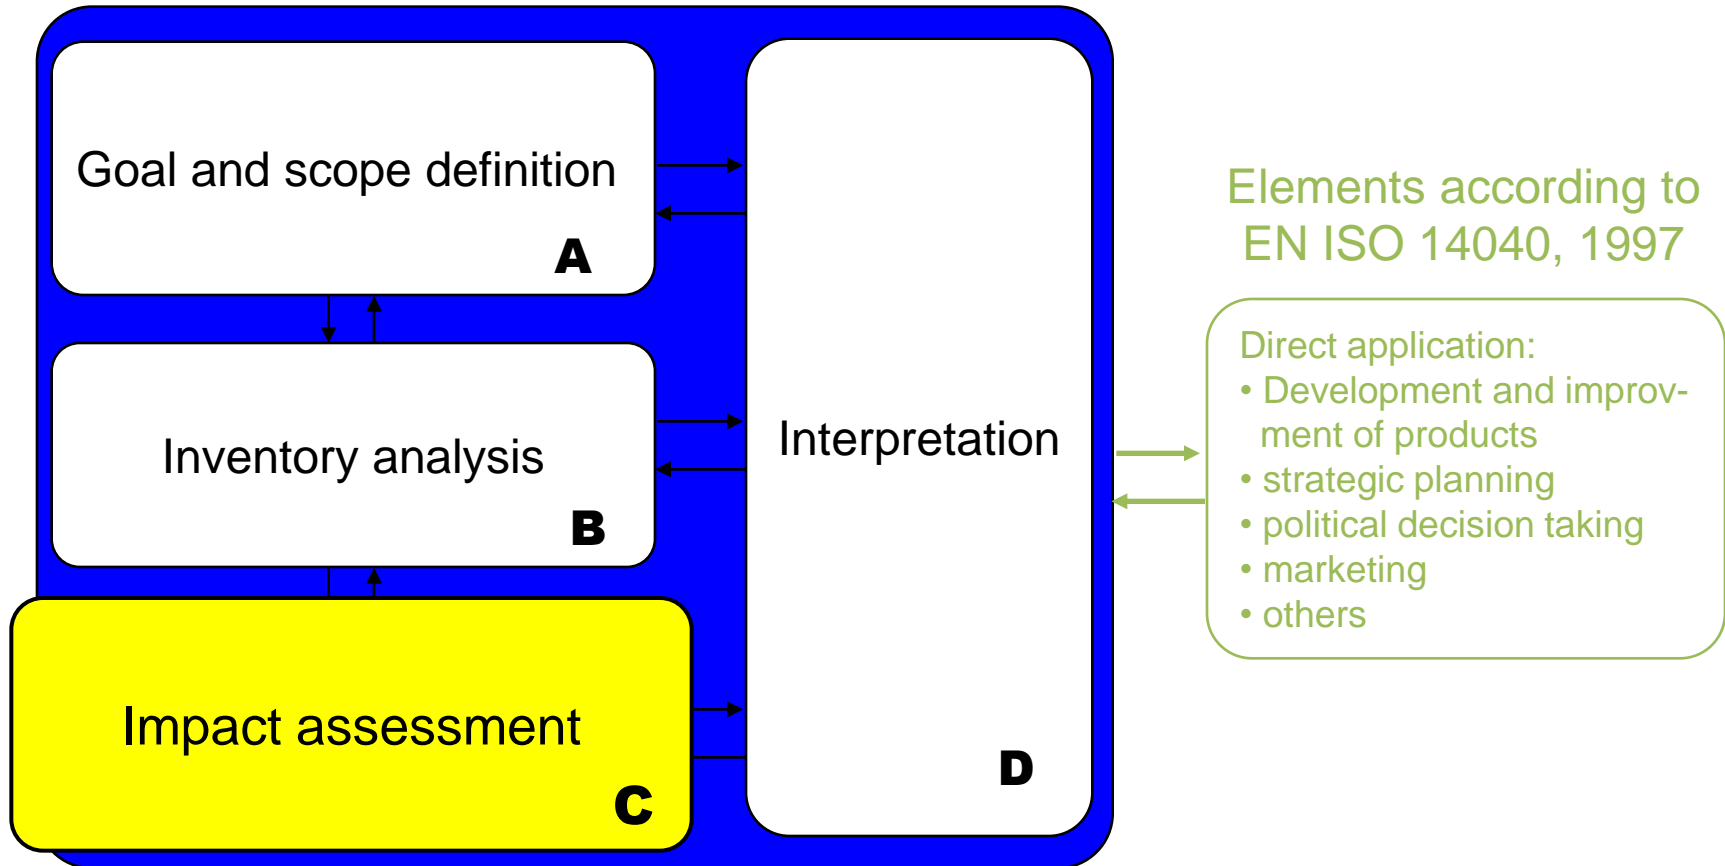 Goal and scope definition
A
Inventory analysis
B
Impact assessment
C
Interpretation
D
Elements according to
EN ISO 14040, 1997
Direct application:
• Development and improv-
ment of products
• strategic planning
• political decision taking
• marketing
• others